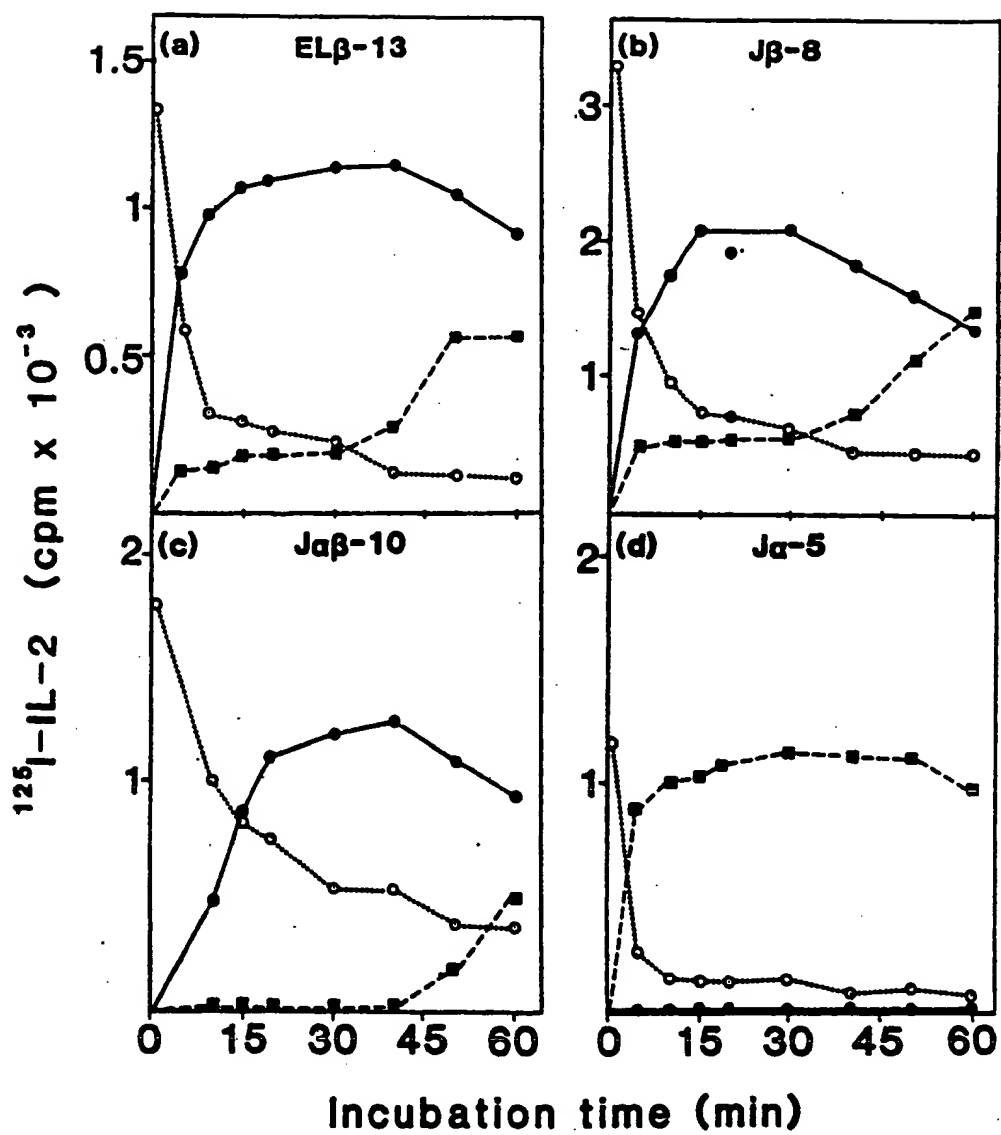 (a) ELβ-13
1.5
1
0.5
(b) Jβ-8
3
2
1
(c) Jαβ-10
2
1
(d) Jα-5
2
1
¹²⁵I-IL-2 (cpm x 10⁻³)
0 15 30 45 60
0 15 30 45 60
Incubation time (min)